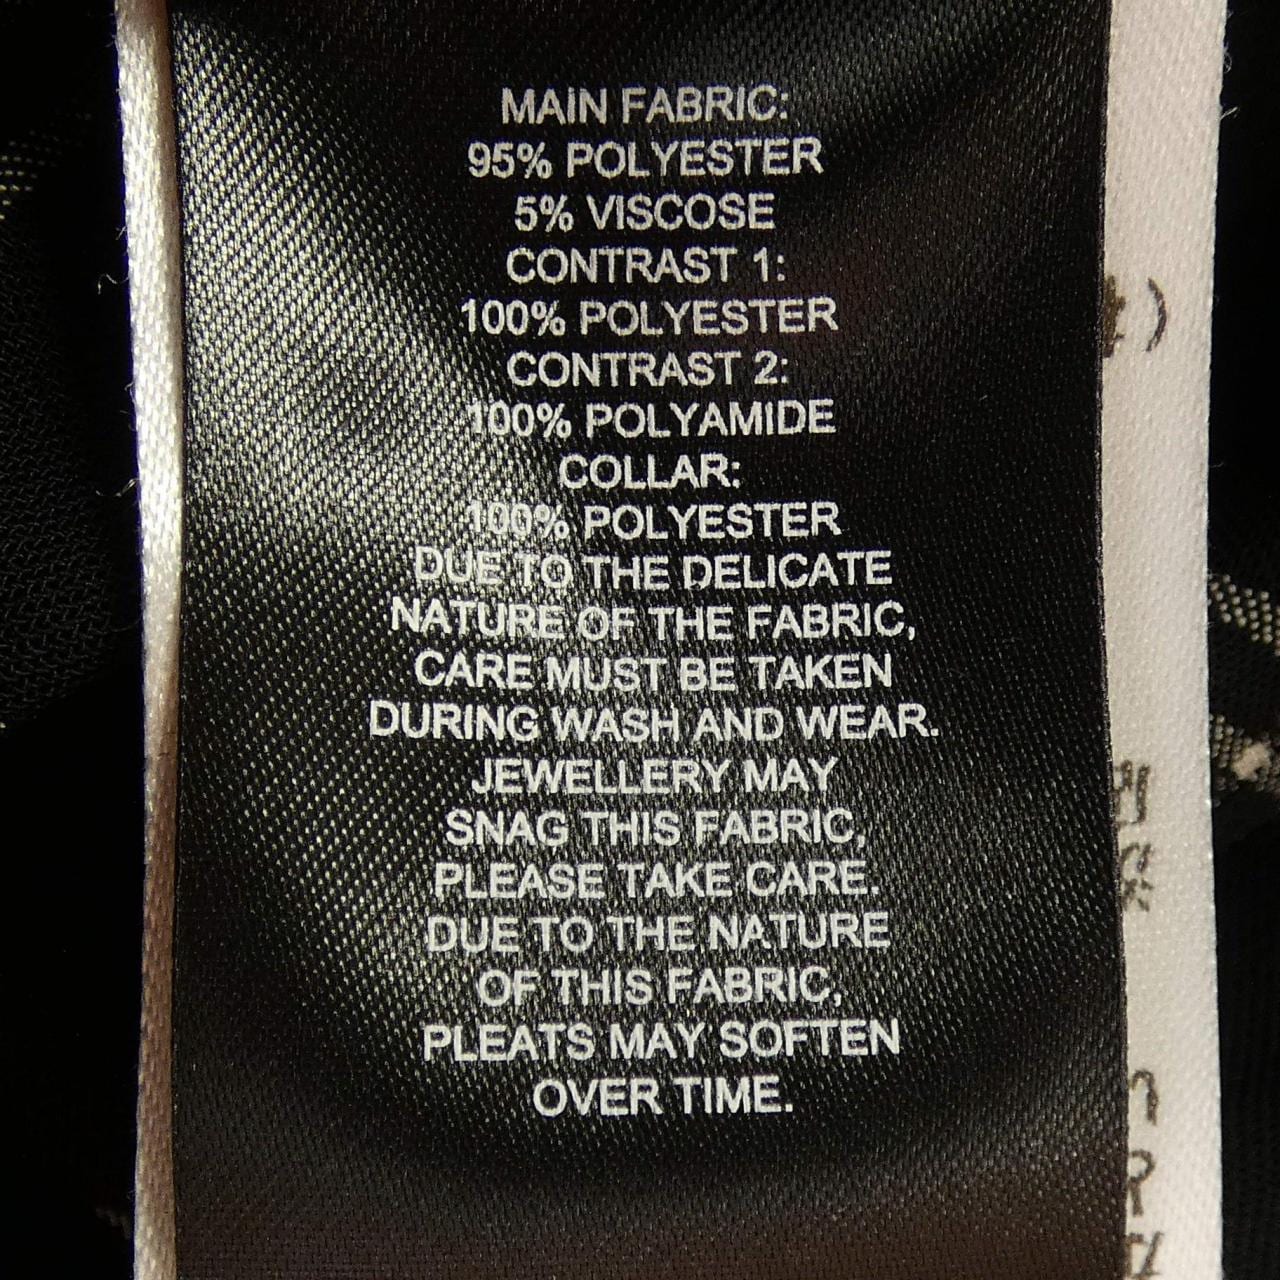 MAIN FABRIC:
95% POLYESTER
5% VISCOSE
CONTRAST 1:
100% POLYESTER
CONTRAST 2:
100% POLYAMIDE
COLLAR:
100% POLYESTER
DUE TO THE DELICATE
NATURE OF THE FABRIC,
CARE MUST BE TAKEN
DURING WASH AND WEAR.
JEWELLERY MAY
SNAG THIS FABRIC,
PLEASE TAKE CARE.
DUE TO THE NATURE
OF THIS FABRIC,
PLEATS MAY SOFTEN
OVER TIME.